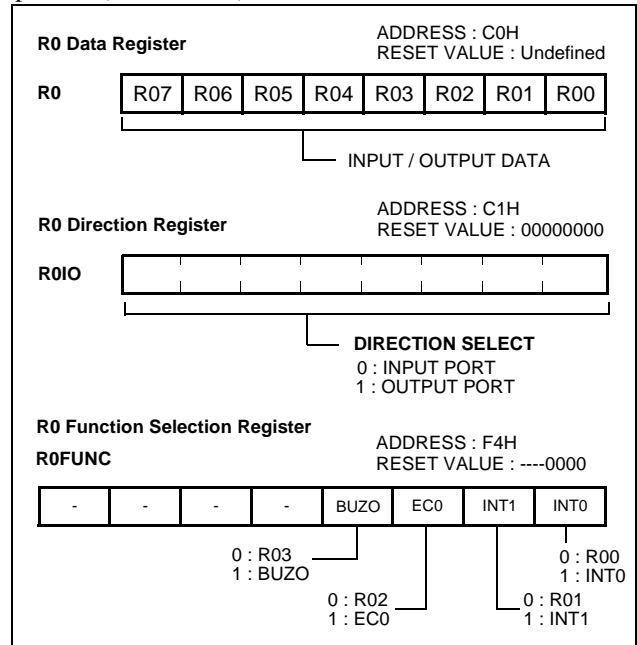 R0 Data Register
ADDRESS : C0H
RESET VALUE : Undefined
R0
R07 R06 R05 R04 R03 R02 R01 R00
INPUT / OUTPUT DATA
R0 Direction Register
ADDRESS : C1H
RESET VALUE : 00000000
R0IO
DIRECTION SELECT
0 : INPUT PORT
1 : OUTPUT PORT
R0 Function Selection Register
R0FUNC
ADDRESS : F4H
RESET VALUE : ----0000
- - - - BUZO EC0 INT1 INT0
0 : R03
1 : BUZO
0 : R00
1 : INT0
0 : R02
1 : EC0
0 : R01
1 : INT1